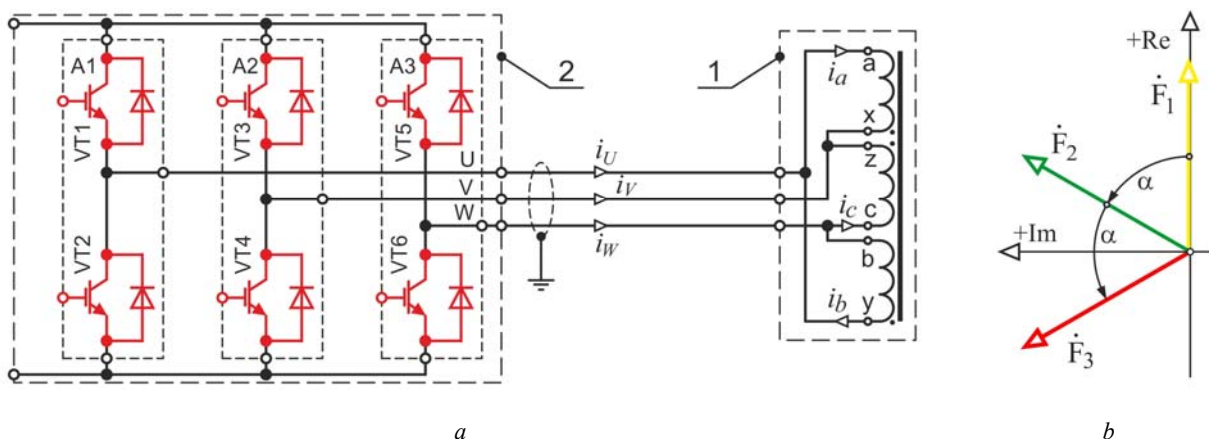 A1
A2
A3
VT1
VT3
VT5
VT2
VT4
VT6
U
V
W
2
i_U
i_V
i_W
1
i_a
a
x
z
i_c
c
b
i_b
y
+Re
Ḟ₁
Ḟ₂
α
+Im
α
Ḟ₃
a
b